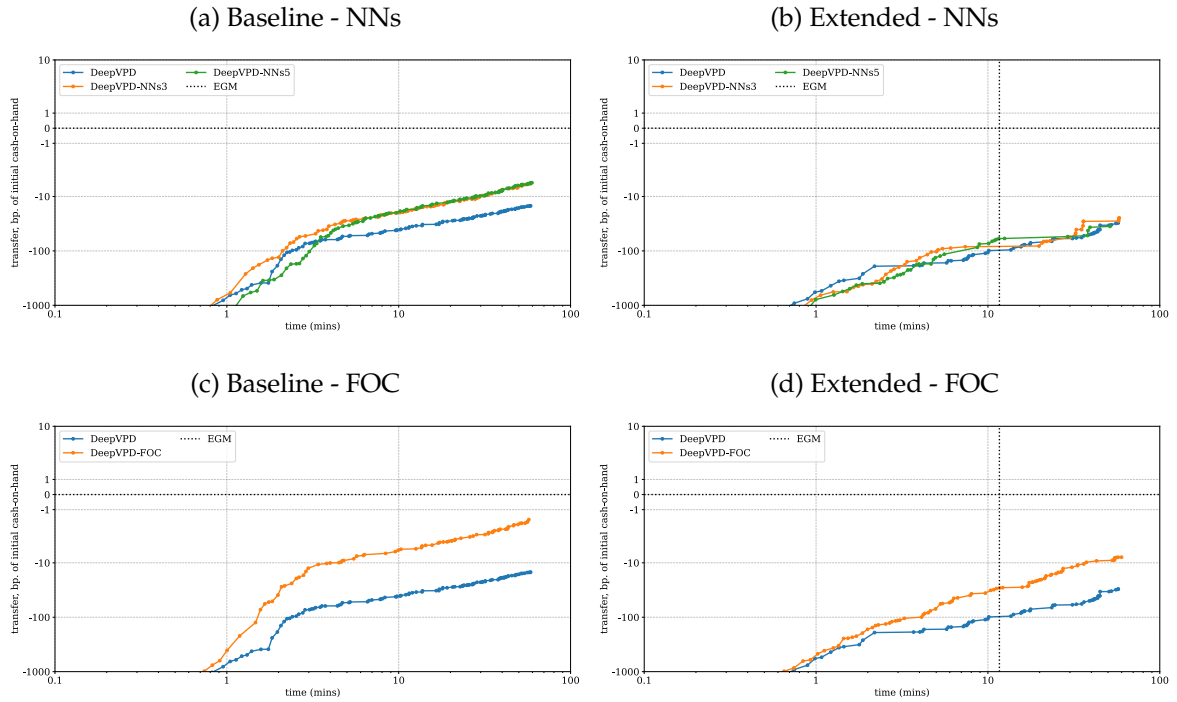 (a) Baseline - NNs
10
1
0
-1
-10
-100
-1000
transfer, bp. of initial cash-on-hand
DeepVPD
DeepVPD-NNs3
DeepVPD-NNs5
EGM
0.1
1
10
100
time (mins)
(b) Extended - NNs
10
1
0
-1
-10
-100
-1000
transfer, bp. of initial cash-on-hand
DeepVPD
DeepVPD-NNs3
DeepVPD-NNs5
EGM
0.1
1
10
100
time (mins)
(c) Baseline - FOC
10
1
0
-1
-10
-100
-1000
transfer, bp. of initial cash-on-hand
DeepVPD
DeepVPD-FOC
EGM
0.1
1
10
100
time (mins)
(d) Extended - FOC
10
1
0
-1
-10
-100
-1000
transfer, bp. of initial cash-on-hand
DeepVPD
DeepVPD-FOC
EGM
0.1
1
10
100
time (mins)